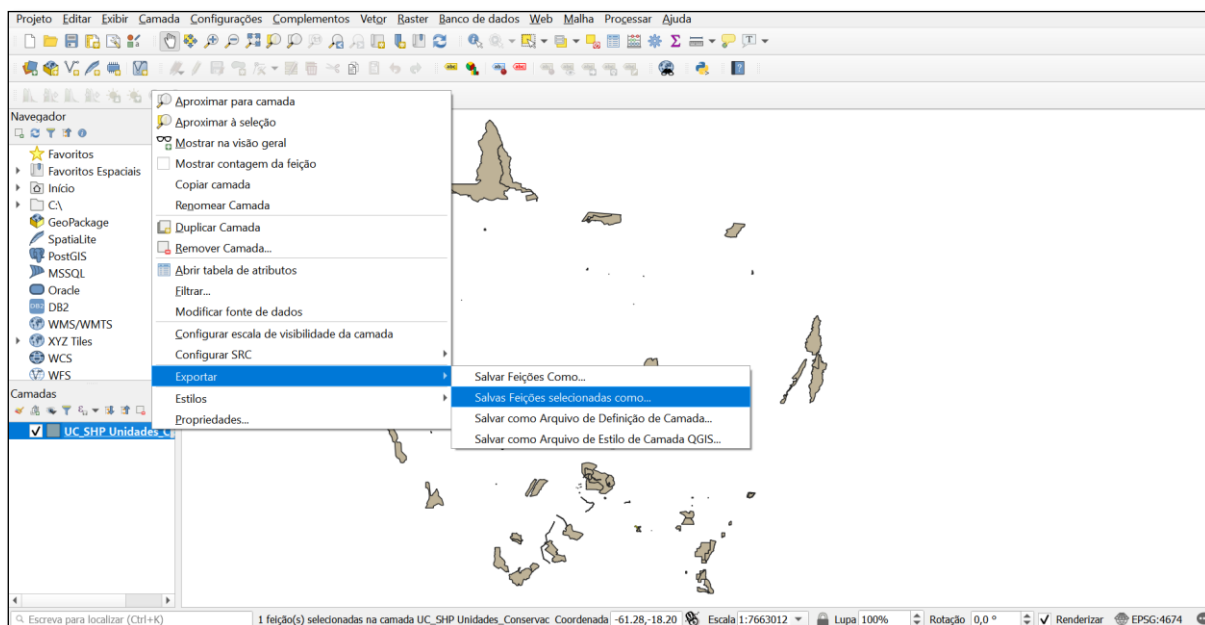 Projeto Editar Exibir Camada Configurações Complementos Vetor Raster Banco de dados Web Malha Processar Ajuda
Navegador
Favoritos
Favoritos Espaciais
Início
C:\
GeoPackage
SpatiaLite
PostGIS
MSSQL
Oracle
DB2
WMS/WMTS
XYZ Tiles
WCS
WFS
Camadas
UC_SHP Unidades_C
Aproximar para camada
Aproximar à seleção
Mostrar na visão geral
Mostrar contagem da feição
Copiar camada
Renomear Camada
Duplicar Camada
Remover Camada...
Abrir tabela de atributos
Filtrar...
Modificar fonte de dados
Configurar escala de visibilidade da camada
Configurar SRC
Exportar
Estilos
Propriedades...
Salvar Feições Como...
Salvas Feições selecionadas como...
Salvar como Arquivo de Definição de Camada...
Salvar como Arquivo de Estilo de Camada QGIS...
Escreva para localizar (Ctrl+K) 1 feição(s) selecionadas na camada UC_SHP Unidades_Conservac Coordenada -61.28,-18.20 Escala 1:7663012 Lupa 100% Rotação 0,0 ° Renderizar EPSG:4674